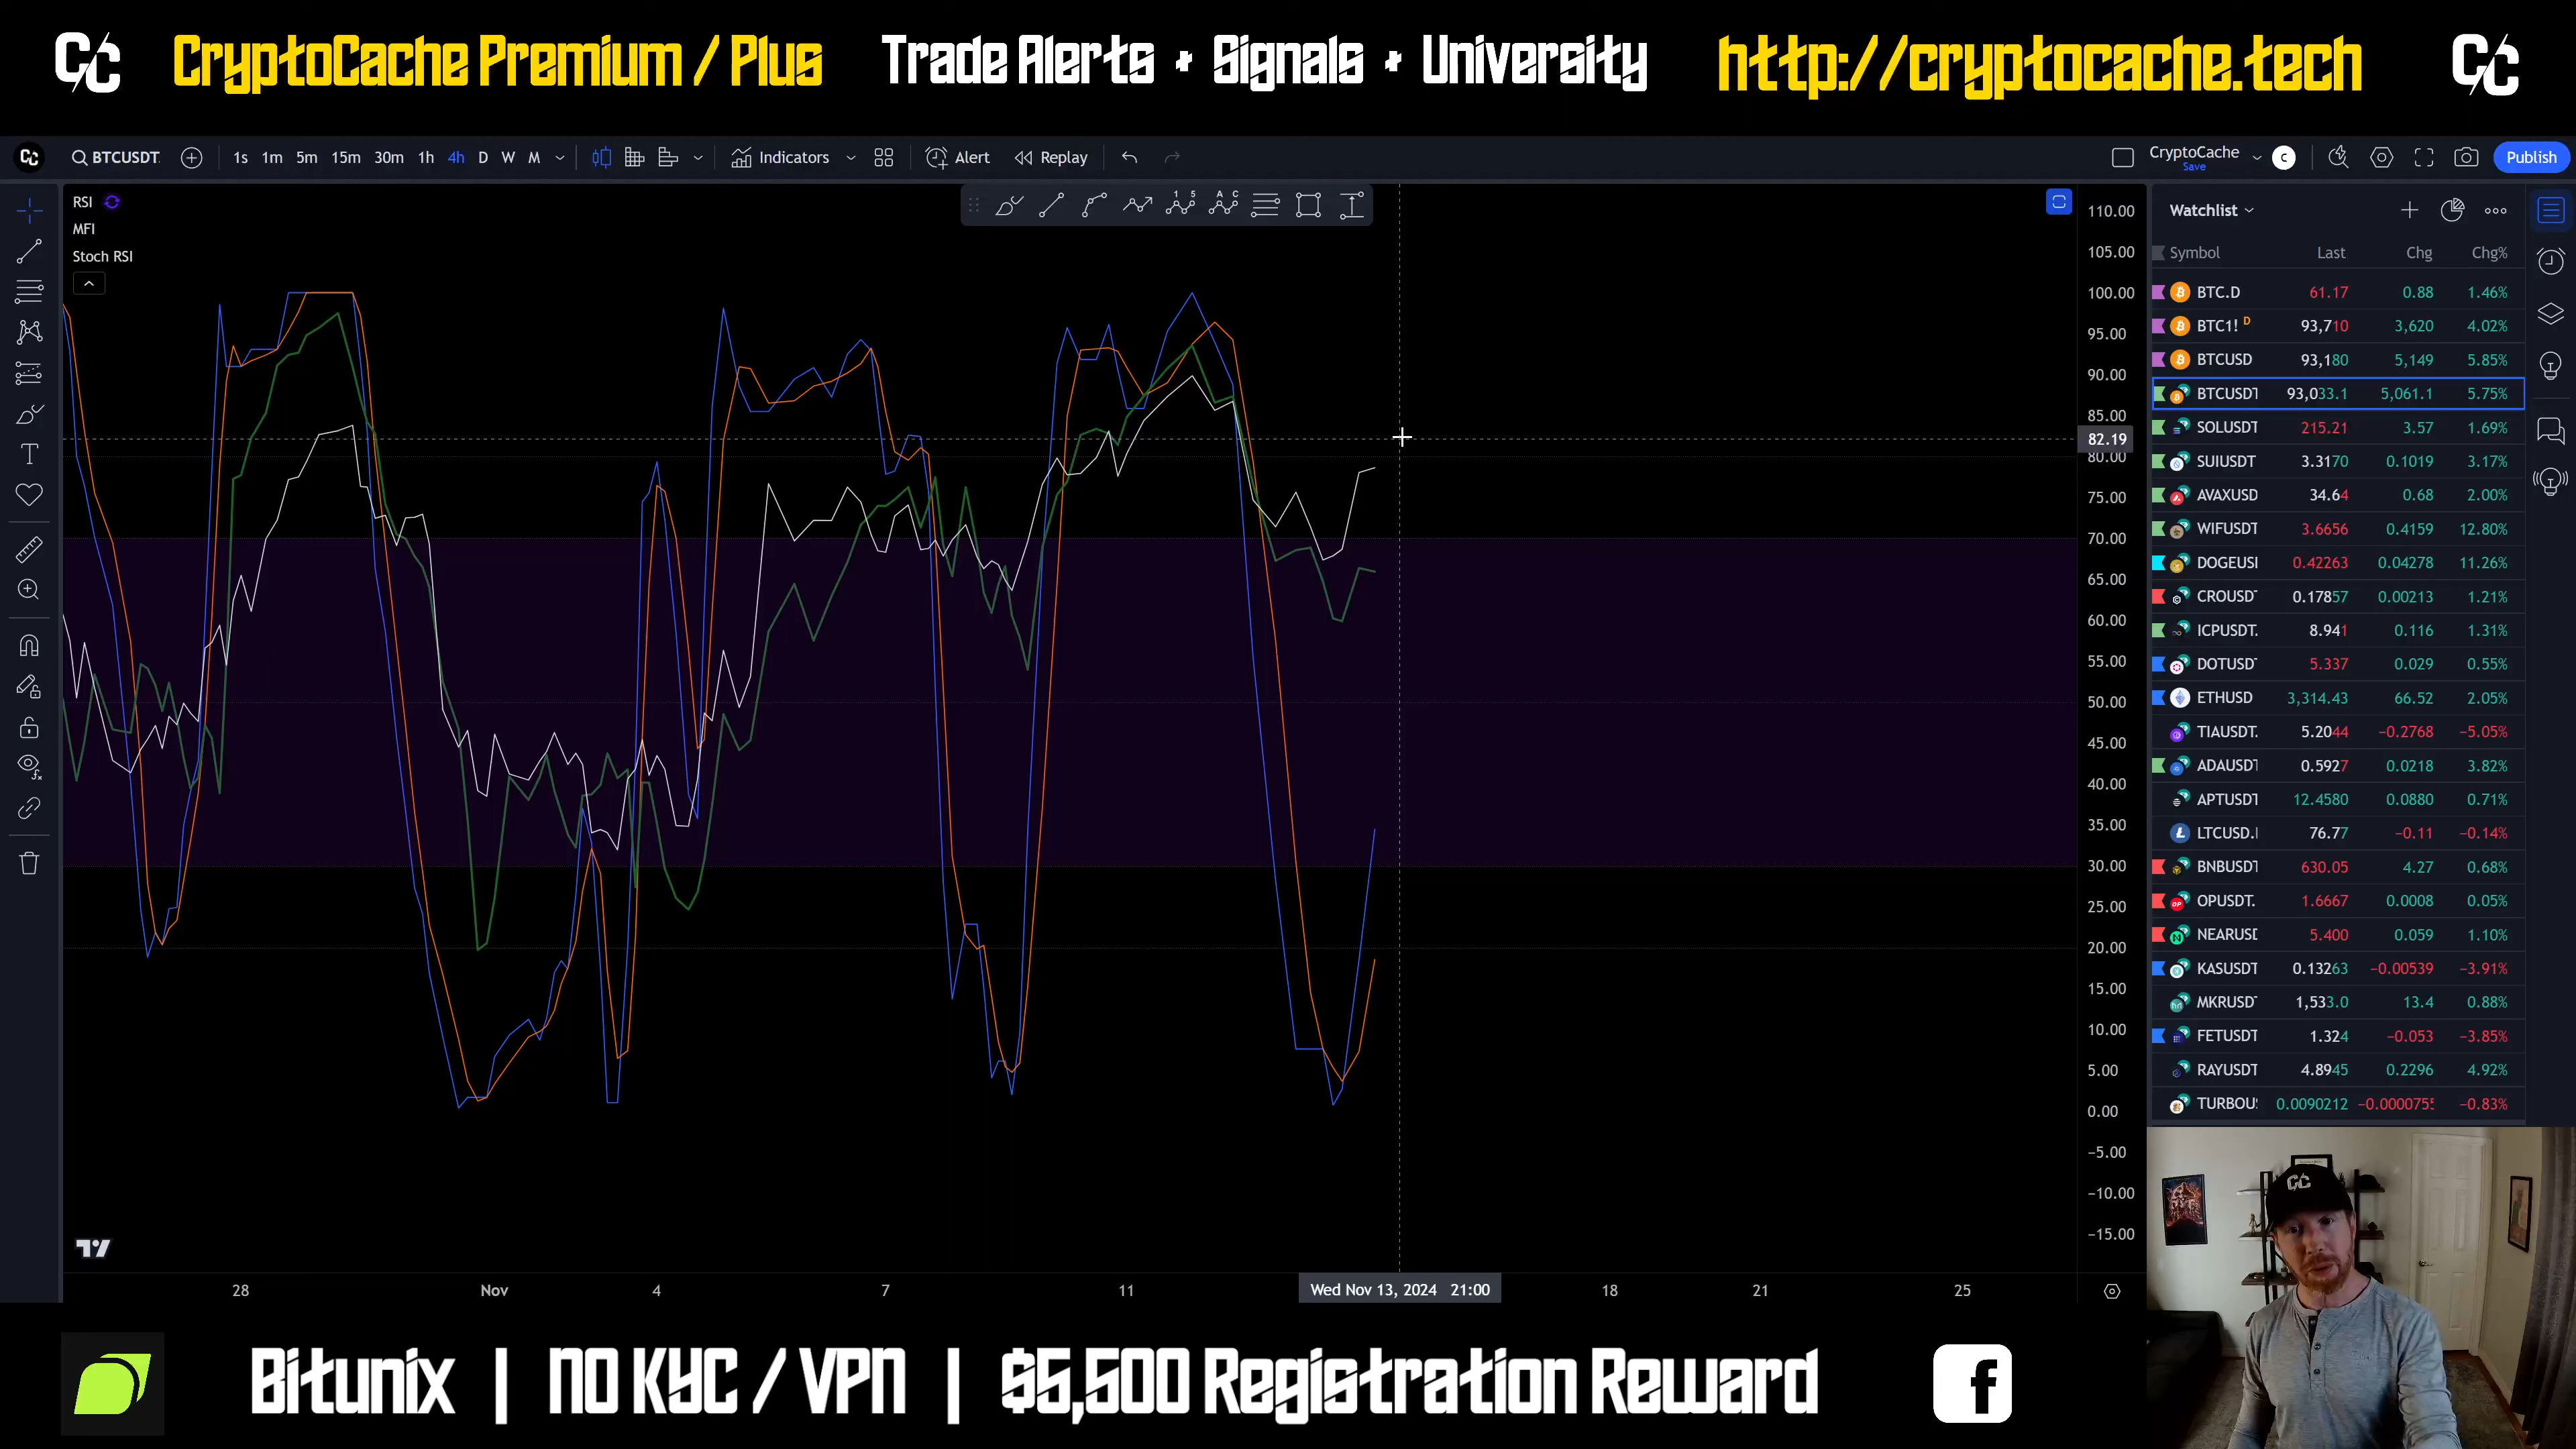 CC CryptoCache Premium / Plus Trade Alerts + Signals + University http://cryptocache.tech CC
CC BTCUSDT. 1s 1m 5m 15m 30m 1h 4h D W M Indicators Alert Replay CryptoCache Save C Publish
RSI
MFI
Stoch RSI
110.00
105.00
100.00
95.00
90.00
85.00
82.19
80.00
75.00
70.00
65.00
60.00
55.00
50.00
45.00
40.00
35.00
30.00
25.00
20.00
15.00
10.00
5.00
0.00
−5.00
−10.00
−15.00
28 Nov 4 7 11 Wed Nov 13, 2024 21:00 18 21 25
Watchlist
Symbol Last Chg Chg%
BTC.D 61.17 0.88 1.46%
BTC1! D 93,710 3,620 4.02%
BTCUSD 93,180 5,149 5.85%
BTCUSDT 93,033.1 5,061.1 5.75%
SOLUSDT 215.21 3.57 1.69%
SUIUSDT 3.3170 0.1019 3.17%
AVAXUSD 34.64 0.68 2.00%
WIFUSDT 3.6656 0.4159 12.80%
DOGEUSI 0.42263 0.04278 11.26%
CROUSD 0.17857 0.00213 1.21%
ICPUSDT. 8.941 0.116 1.31%
DOTUSD 5.337 0.029 0.55%
ETHUSD 3,314.43 66.52 2.05%
TIAUSDT. 5.2044 −0.2768 −5.05%
ADAUSDT 0.5927 0.0218 3.82%
APTUSDT 12.4580 0.0880 0.71%
LTCUSD.I 76.77 −0.11 −0.14%
BNBUSDT 630.05 4.27 0.68%
OPUSDT. 1.6667 0.0008 0.05%
NEARUSD 5.400 0.059 1.10%
KASUSDT 0.13263 −0.00539 −3.91%
MKRUSD 1,533.0 13.4 0.88%
FETUSDT 1.324 −0.053 −3.85%
RAYUSDT 4.8945 0.2296 4.92%
TURBOU 0.0090212 −0.0000755 −0.83%
CC
Bitunix | NO KYC / VPN | $5,500 Registration Reward f